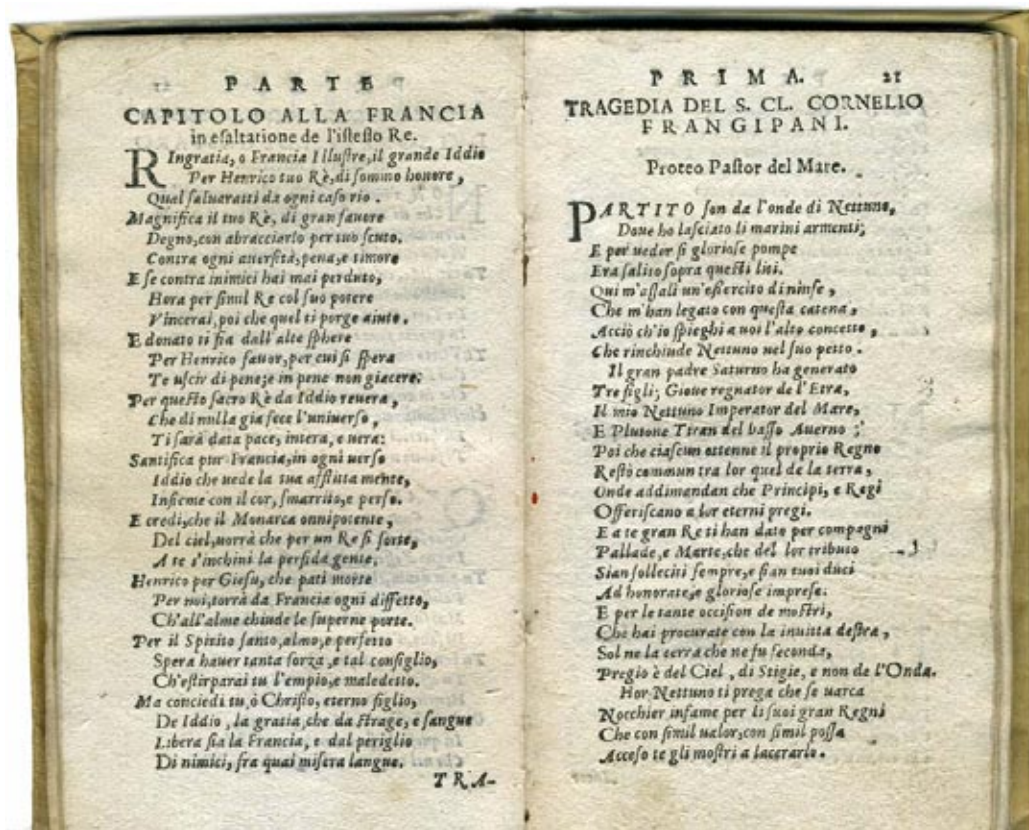 PARTE
CAPITOLO ALLA FRANCIA
in esaltatione de l'istesso Re.
RIngratia, o Francia Illustre, il grande Iddio
Per Henrico tuo Rè, di sommo honore,
Qual saluaratti da ogni caso rio.
Magnifica il tuo Rè, di gran fauore
Degno, con abracciarlo per tuo scuto.
Contra ogni auersità, pena, e timore
E se contra inimici hai mai perduto,
Hora per simil Re col suo potere
Vincerai, poi che quel ti porge aiuto.
E donato ti fia dall'alte sphere
Per Henrico fauor, per cui si spera
Te uscir di pene; e in pena non giacere:
Per questo sacro Rè da Iddio reuera,
Che di nulla gia fece l'uniuerso,
Ti sarà data pace, intera, e uera:
Santifica pur Francia, in ogni uerso
Iddio che uede la tua afflitta mente,
Insieme con il cor, smarrito, e perso.
E credi, che il Monarca onnipotente,
Del ciel, uorrà che per un Re sì forte,
A te s'inchini la perfida gente.
Henrico per Giesu, che patì morte
Per noi, torrà da Francia ogni diffetto,
Ch'all'alme chiude le superne porte.
Per il Spirito santo, almo, e perfetto
Spera hauer tanta forza, e tal consiglio,
Ch'estirparai tu l'empio, e maledetto.
Ma conciedi tu, ò Christo, eterno figlio,
De Iddio, la gratia, che da strage, e sangue
Libera sia la Francia, e dal periglio
Di nimici, fra quai misera langue.
TRA-
PRIMA. 21
TRAGEDIA DEL S. CL. CORNELIO
FRANGIPANI.
Proteo Pastor del Mare.
PARTITO son da l'onde di Nettuno,
Doue ho lasciato li marini armenti;
E per ueder si gloriose pompe
Era salito sopra questi liti.
Qui m'assalì un'essercito di ninfe,
Che m'han legato con questa catena,
Acciò ch'io spieghi a uoi l'alto concetto,
Che rinchiude Nettuno nel suo petto.
Il gran padre Saturno ha generato
Tre figli; Gioue regnator de l'Etra,
Il mio Nettuno Imperator del Mare,
E Plutone Tiran del basso Auerno;
Poi che ciascun ottenne il proprio Regno
Restò commun tra lor quel de la terra,
Onde addimandan che Principi, e Regi
Offeriscano a lor eterni pregi.
E a te gran Re ti han dato per compagni
Pallade, e Marte, che del lor tributo
Sian solleciti sempre, e sian tuoi duci
Ad honorate, e gloriose imprese:
E per le tante occision de mostri,
Che hai procurate con la inuitta destra,
Sol ne la terra che ne fu seconda,
Pregio è del Ciel, di Stigie, e non de l'Onda.
Hor Nettuno ti prega che se uarca
Nocchier infame per li suoi gran Regni
Che con simil ualor, con simil possa
Acceso te gli mostri a lacerarlo.